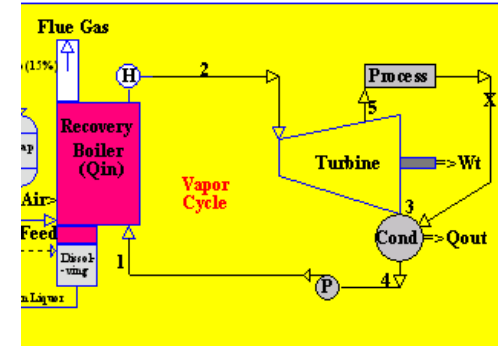 Flue Gas
(15%)
H
2
Process
X
5
Recovery
Boiler
(Qin)
ap
Turbine
=>Wt
Vapor
Cycle
Air>
3
Feed
Cond
=>Qout
Dissol-
-ving
1
4
P
n Liquor